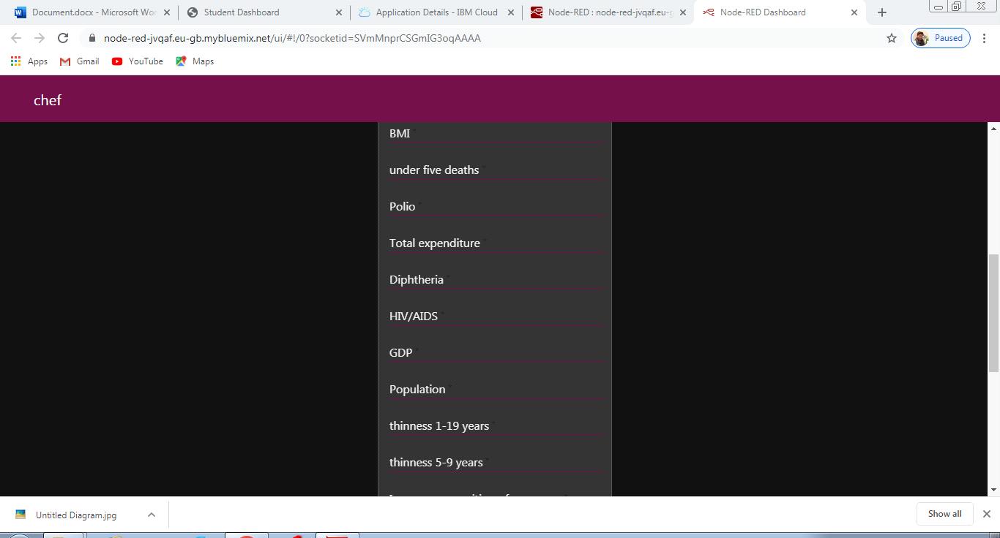 Document.docx - Microsoft Wor
Student Dashboard
Application Details - IBM Cloud
Node-RED : node-red-jvqaf.eu-g
Node-RED Dashboard
node-red-jvqaf.eu-gb.mybluemix.net/ui/#!/0?socketid=SVmMnprCSGmIG3oqAAAA
Paused
Apps
Gmail
YouTube
Maps
chef
BMI *
under five deaths *
Polio *
Total expenditure *
Diphtheria *
HIV/AIDS *
GDP *
Population *
thinness 1-19 years *
thinness 5-9 years *
Untitled Diagram.jpg
Show all